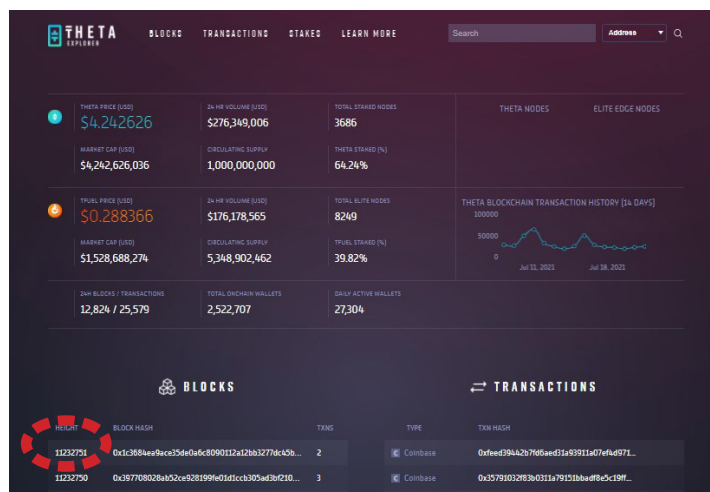 THETA
EXPLORER
BLOCKS TRANSACTIONS STAKES LEARN MORE
Search
Address
THETA PRICE (USD) 24 HR VOLUME (USD) TOTAL STAKED NODES
$4.242626 $276,349,006 3686
MARKET CAP (USD) CIRCULATING SUPPLY THETA STAKED (%)
$4,242,626,036 1,000,000,000 64.24%
THETA NODES ELITE EDGE NODES
TFUEL PRICE (USD) 24 HR VOLUME (USD) TOTAL ELITE NODES
$0.288366 $176,178,565 8249
MARKET CAP (USD) CIRCULATING SUPPLY TFUEL STAKED (%)
$1,528,688,274 5,348,902,462 39.82%
THETA BLOCKCHAIN TRANSACTION HISTORY (14 DAYS)
100000
50000
0
Jul 11, 2021 Jul 18, 2021
24H BLOCKS / TRANSACTIONS TOTAL ONCHAIN WALLETS DAILY ACTIVE WALLETS
12,824 / 25,579 2,522,707 27,304
BLOCKS
HEIGHT BLOCK HASH TXNS
11232751 0x1c3684ea9ace35de0a6c8090112a12bb3277dc45b... 2
11232750 0x397708028ab52ce928199fe01d1ccb305ad3bf210... 3
TRANSACTIONS
TYPE TXN HASH
C Coinbase 0xfeed39442b7fd6aed31a93911a07ef4d971...
C Coinbase 0x35791032f83b0311a79151bbadf8e5c19ff...